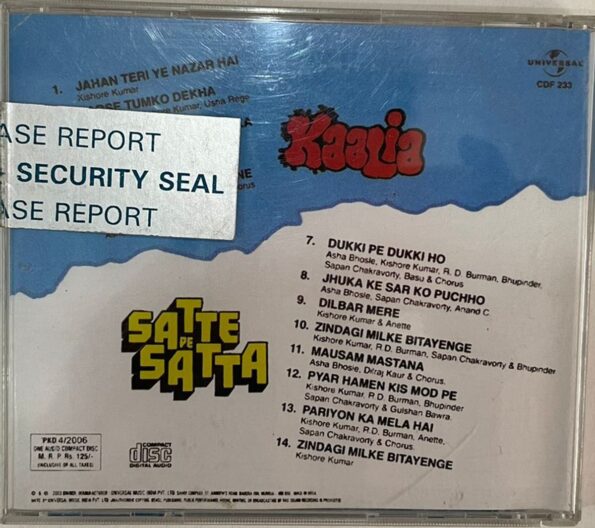 UNIVERSAL
CDF 233
1. JAHAN TERI YE NAZAR HAI
Kishore Kumar
TUMKO DEKHA
Kumar, Usha Rege
ASE REPORT
SECURITY SEAL
ASE REPORT
Kaalia
7. DUKKI PE DUKKI HO
Asha Bhosle, Kishore Kumar, R. D. Burman, Bhupinder,
Sapan Chakravorty, Basu & Chorus
8. JHUKA KE SAR KO PUCHHO
Asha Bhosle, Sapan Chakravorty, Anand C.
9. DILBAR MERE
Kishore Kumar & Anette
10. ZINDAGI MILKE BITAYENGE
Kishore Kumar, R.D. Burman, Sapan Chakravorty & Bhupinder
11. MAUSAM MASTANA
Asha Bhosle, Dilraj Kaur & Chorus.
12. PYAR HAMEN KIS MOD PE
Kishore Kumar, R.D. Burman, Bhupinder
Sapan Chakravorty & Gulshan Bawra.
13. PARIYON KA MELA HAI
Kishore Kumar, R.D. Burman, Anette,
Sapan Chakravorty & Chorus.
14. ZINDAGI MILKE BITAYENGE
Kishore Kumar
SATTE
PE
SATTA
PKD 4/2006
ONE AUDIO COMPACT DISC
M. R. P. Rs. 125/-
(INCLUSIVE OF ALL TAXES)
COMPACT
disc
DIGITAL AUDIO